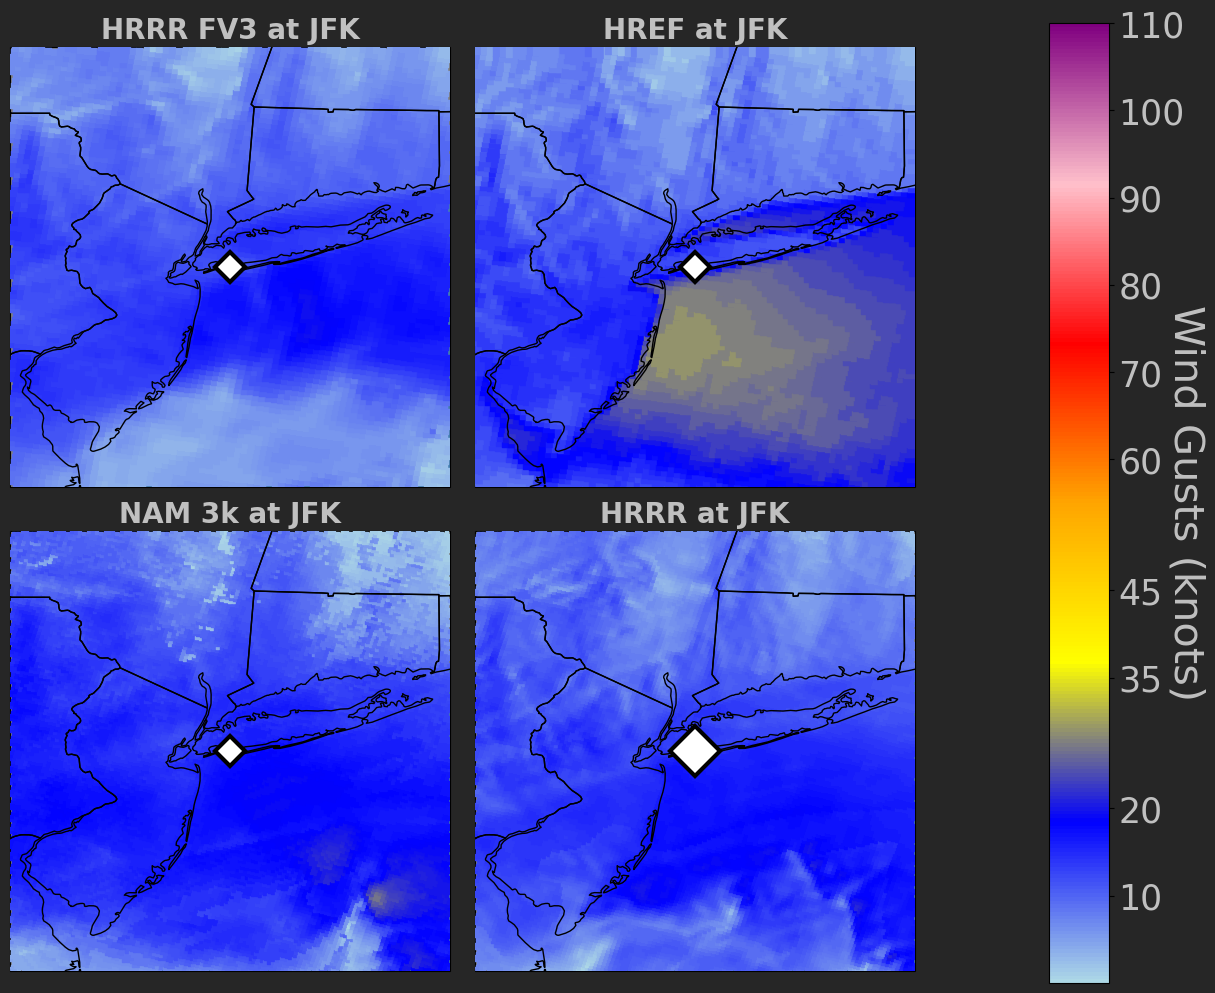 HRRR FV3 at JFK
HREF at JFK
NAM 3k at JFK
HRRR at JFK
110
100
90
80
70
60
45
35
20
10
Wind Gusts (knots)